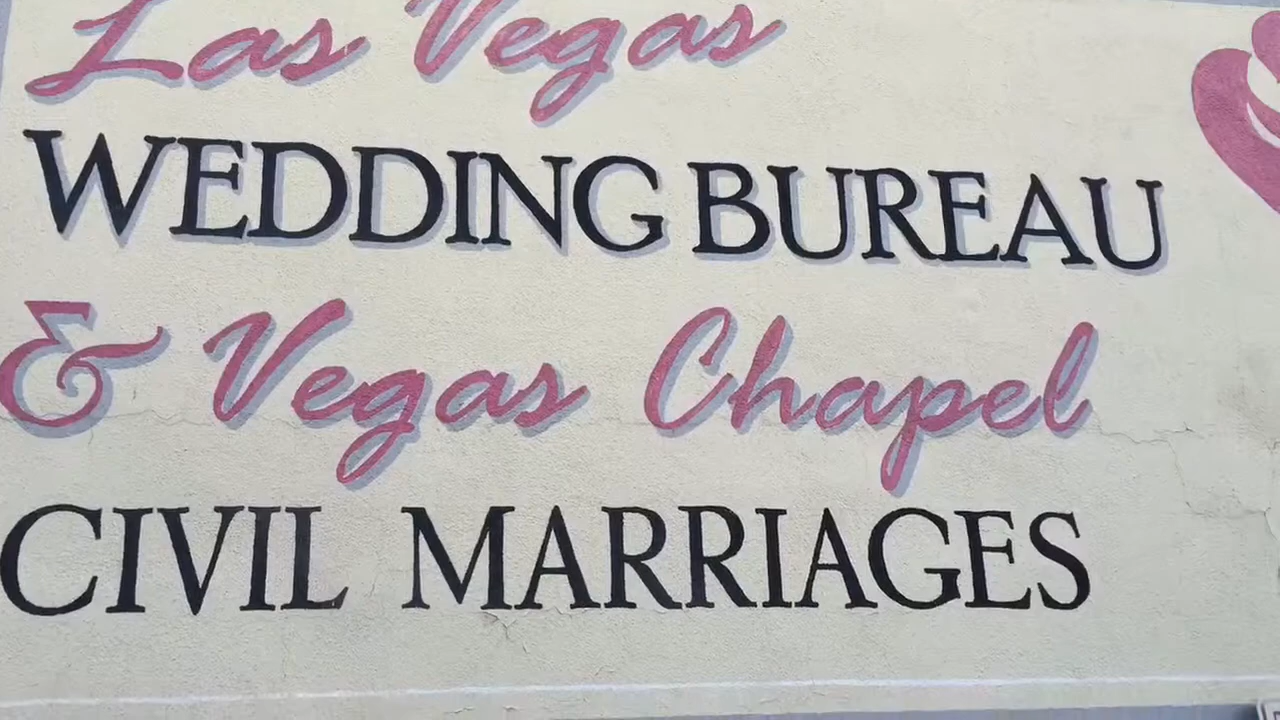 Las Vegas
WEDDING BUREAU
& Vegas Chapel
CIVIL MARRIAGES